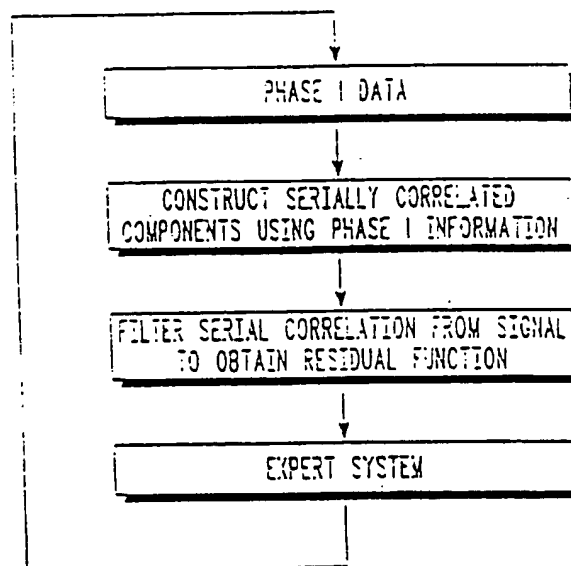 PHASE I DATA
CONSTRUCT SERIALLY CORRELATED
COMPONENTS USING PHASE I INFORMATION
FILTER SERIAL CORRELATION FROM SIGNAL
TO OBTAIN RESIDUAL FUNCTION
EXPERT SYSTEM